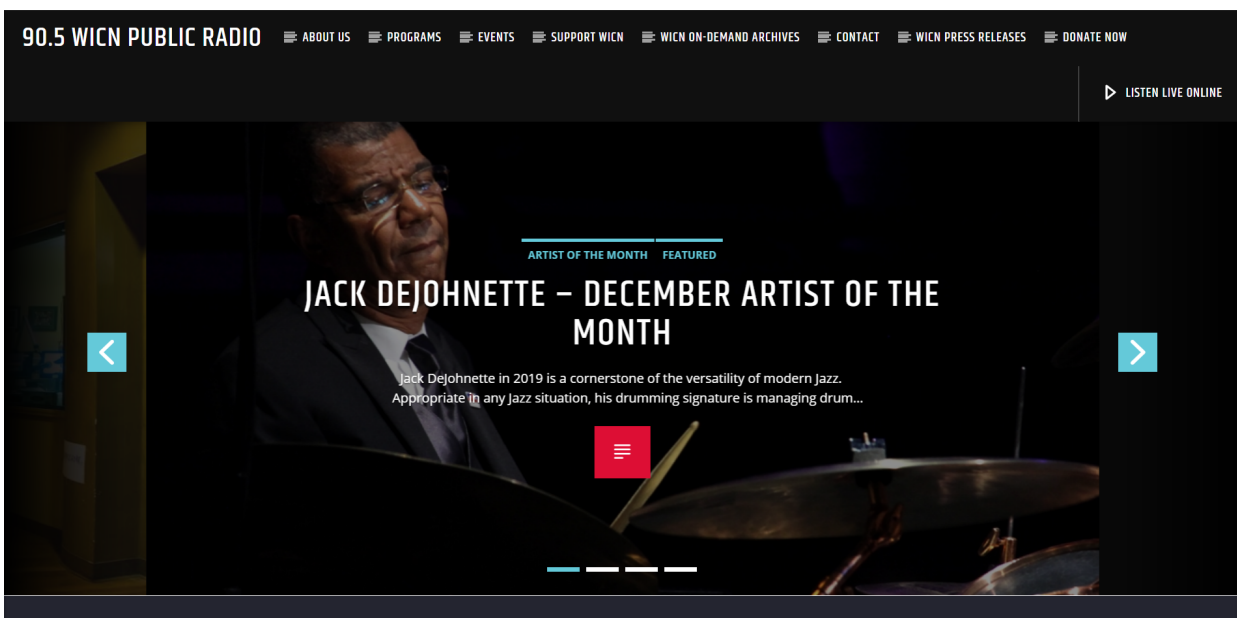 90.5 WICN PUBLIC RADIO ABOUT US PROGRAMS EVENTS SUPPORT WICN WICN ON-DEMAND ARCHIVES CONTACT WICN PRESS RELEASES DONATE NOW
LISTEN LIVE ONLINE
ARTIST OF THE MONTH FEATURED
JACK DEJOHNETTE – DECEMBER ARTIST OF THE
MONTH
Jack DeJohnette in 2019 is a cornerstone of the versatility of modern Jazz.
Appropriate in any Jazz situation, his drumming signature is managing drum...